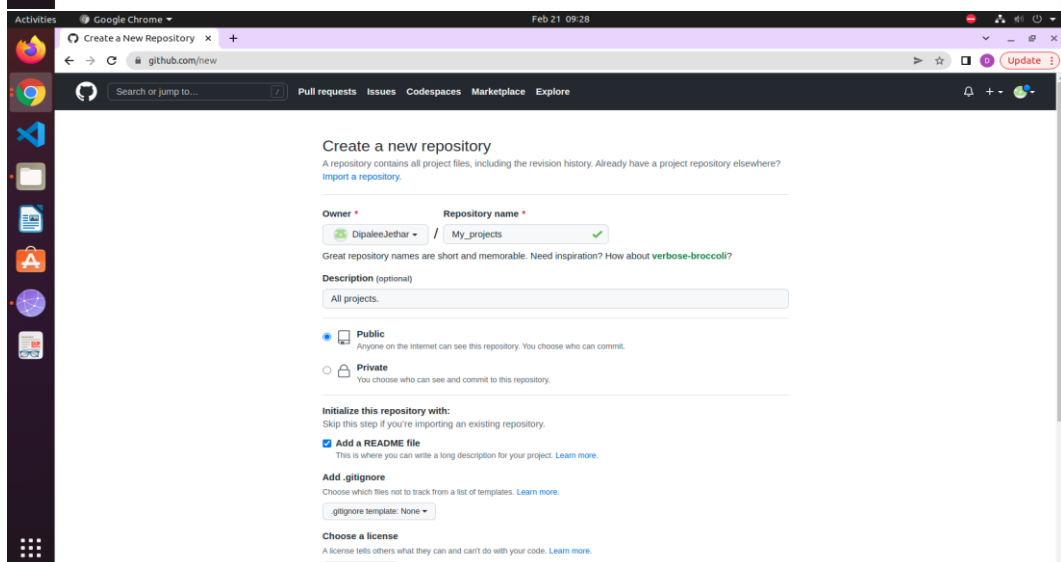 Activities
Google Chrome
Feb 21 09:28
Create a New Repository
github.com/new
D
Update
Search or jump to...
/
Pull requests Issues Codespaces Marketplace Explore
Create a new repository
A repository contains all project files, including the revision history. Already have a project repository elsewhere?
Import a repository.
Owner *
Repository name *
DipaleeJethar
/
My_projects
Great repository names are short and memorable. Need inspiration? How about verbose-broccoli?
Description (optional)
All projects.
Public
Anyone on the internet can see this repository. You choose who can commit.
Private
You choose who can see and commit to this repository.
Initialize this repository with:
Skip this step if you're importing an existing repository.
Add a README file
This is where you can write a long description for your project. Learn more.
Add .gitignore
Choose which files not to track from a list of templates. Learn more.
.gitignore template: None
Choose a license
A license tells others what they can and can't do with your code. Learn more.